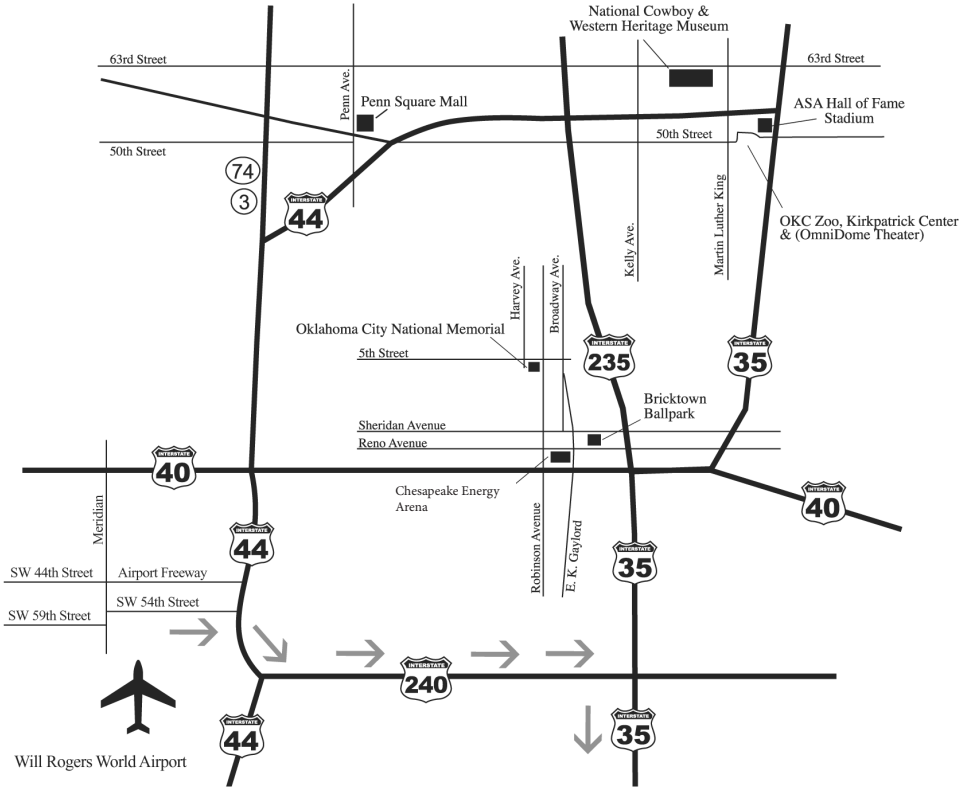 National Cowboy &
Western Heritage Museum
63rd Street
63rd Street
Penn Ave.
Penn Square Mall
ASA Hall of Fame
Stadium
50th Street
50th Street
74
3
INTERSTATE
44
Martin Luther King
Kelly Ave.
OKC Zoo, Kirkpatrick Center
& (OmniDome Theater)
Harvey Ave.
Broadway Ave.
Oklahoma City National Memorial
5th Street
INTERSTATE
235
INTERSTATE
35
Bricktown
Ballpark
Sheridan Avenue
Reno Avenue
INTERSTATE
40
Chesapeake Energy
Arena
INTERSTATE
40
Meridian
INTERSTATE
44
Robinson Avenue
E. K. Gaylord
INTERSTATE
35
SW 44th Street
Airport Freeway
SW 54th Street
SW 59th Street
INTERSTATE
240
INTERSTATE
44
INTERSTATE
35
Will Rogers World Airport